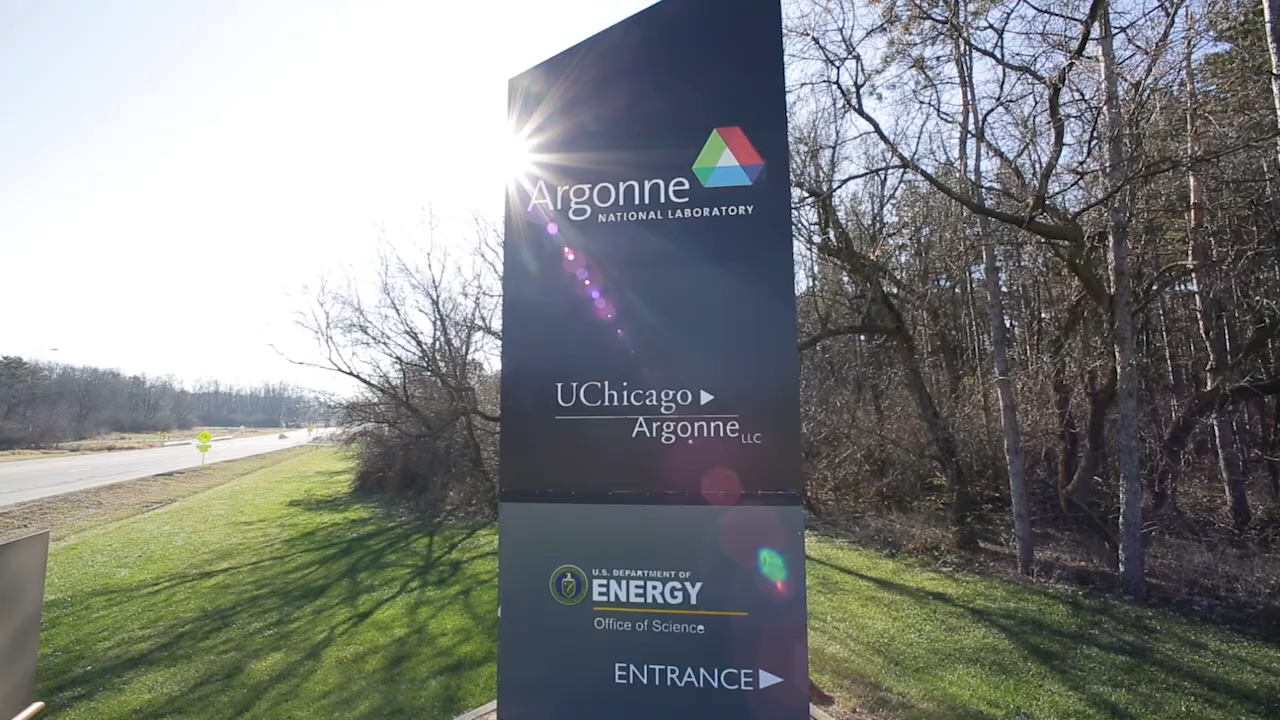 Argonne
NATIONAL LABORATORY
UChicago ▶
Argonne LLC
U.S. DEPARTMENT OF
ENERGY
Office of Science
ENTRANCE ▶